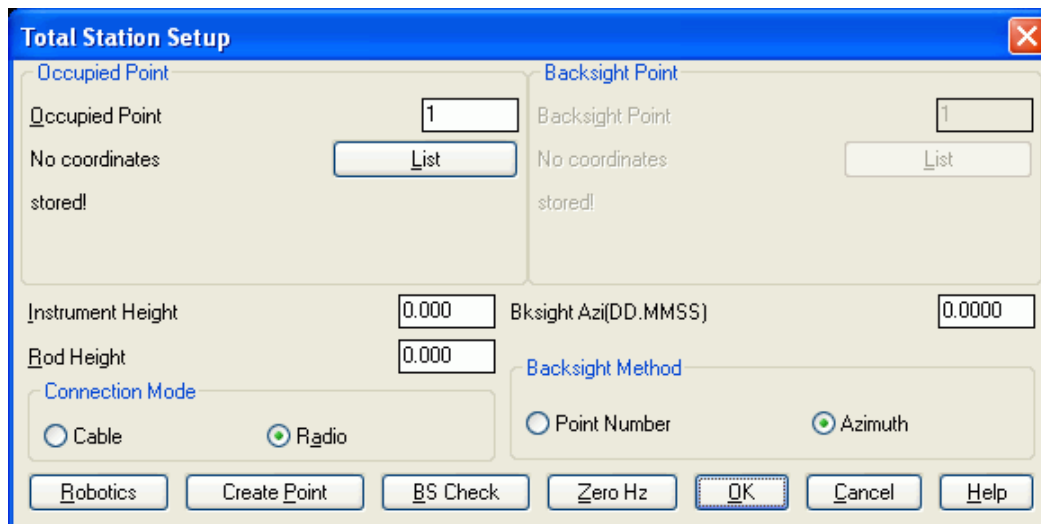 Total Station Setup
Occupied Point Backsight Point
Occupied Point 1 Backsight Point 1
No coordinates List No coordinates List
stored! stored!
Instrument Height 0.000 Bksight Azi(DD.MMSS) 0.0000
Rod Height 0.000
Backsight Method
Connection Mode
Cable Radio Point Number Azimuth
Robotics Create Point BS Check Zero Hz OK Cancel Help